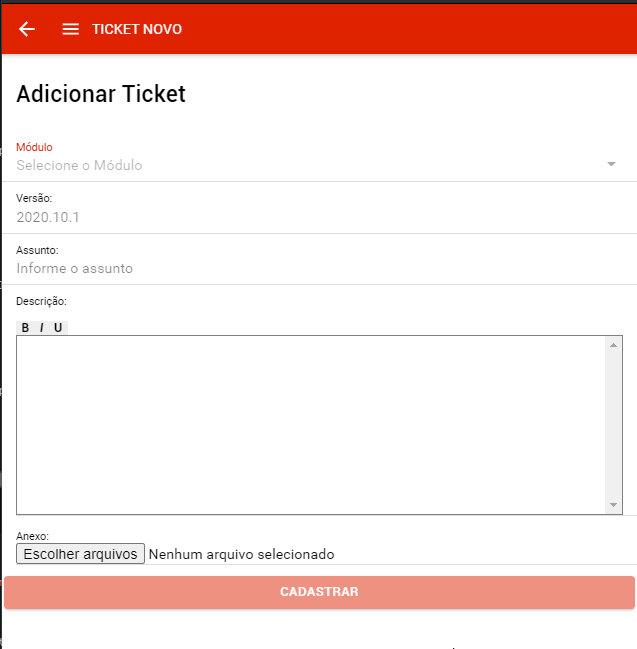 TICKET NOVO
Adicionar Ticket
Módulo
Selecione o Módulo
Versão:
2020.10.1
Assunto:
Informe o assunto
Descrição:
B I U
Anexo:
Escolher arquivos Nenhum arquivo selecionado
CADASTRAR